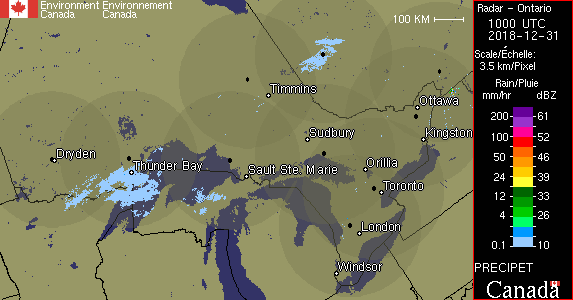 Environment Environnement
Canada Canada
100 KM
Timmins
Ottawa
Sudbury
Kingston
Dryden
Thunder Bay
Sault Ste. Marie
Orillia
Toronto
London
Windsor
Radar - Ontario
1000 UTC
2018-12-31
Scale/Échelle:
3.5 km/Pixel
Rain/Pluie
mm/hr dBZ
200 61
100 52
50 46
24 39
12 33
4 26
0.1 10
PRECIPET
Canada